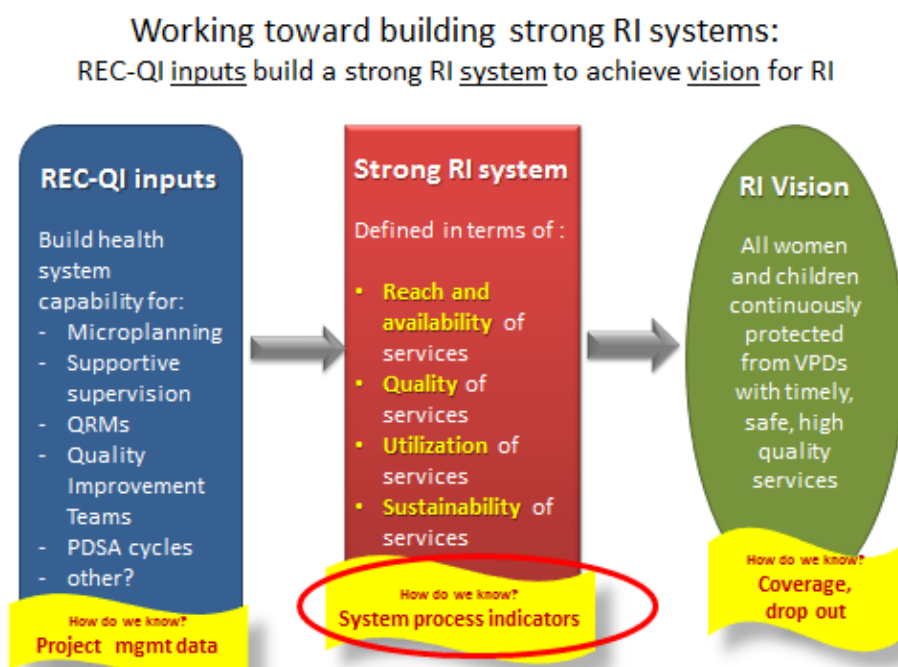 Working toward building strong RI systems:
REC-QI inputs build a strong RI system to achieve vision for RI
REC-QI inputs
Build health
system
capability for:
- Microplanning
- Supportive
supervision
- QRMs
- Quality
Improvement
Teams
- PDSA cycles
- other?
How do we know?
Project mgmt data
Strong RI system
Defined in terms of :
• Reach and
availability of
services
• Quality of
services
• Utilization of
services
• Sustainability of
services
How do we know?
System process indicators
RI Vision
All women
and children
continuously
protected
from VPDs
with timely,
safe, high
quality
services
How do we know?
Coverage,
drop out